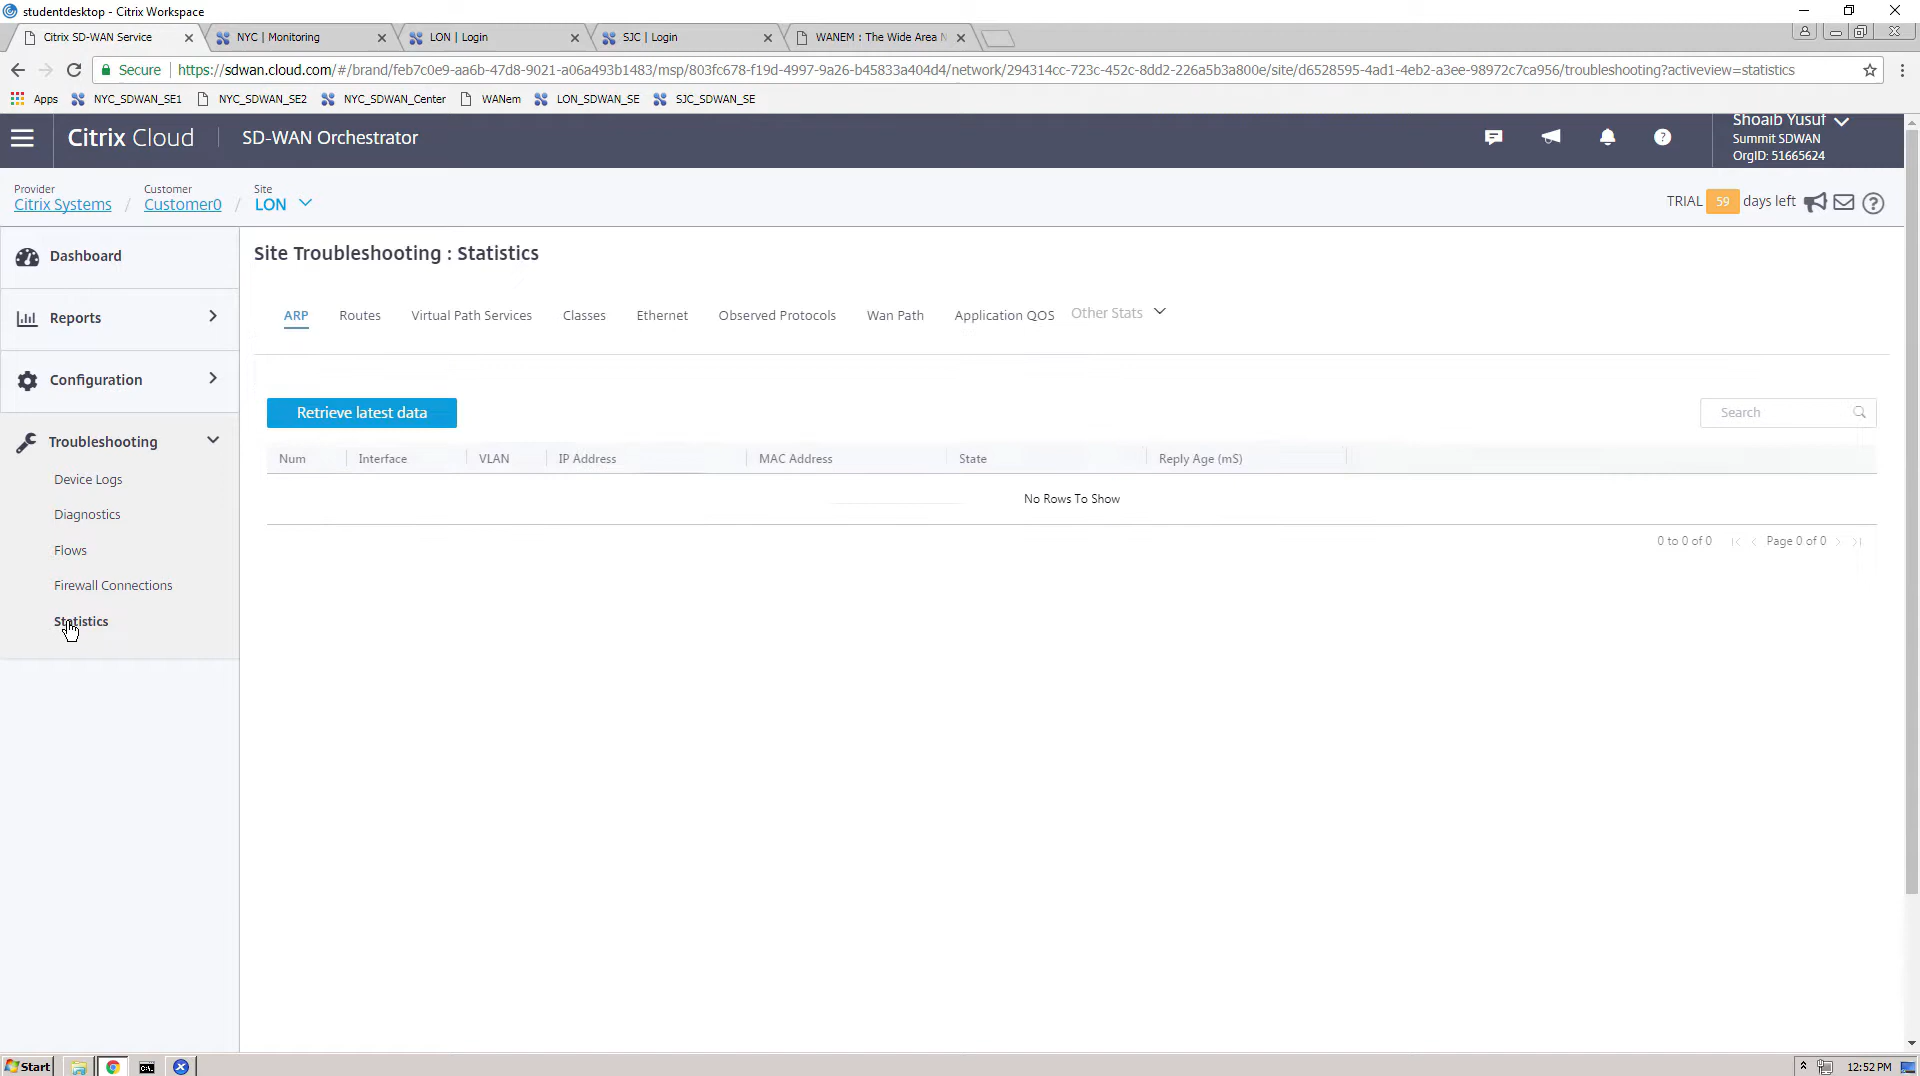 studentdesktop - Citrix Workspace
Citrix SD-WAN Service
NYC | Monitoring
LON | Login
SJC | Login
WANEM : The Wide Area N
Secure
https://sdwan.cloud.com/#/brand/feb7c0e9-aa6b-47d8-9021-a06a493b1483/msp/803fc678-f19d-4997-9a26-b45833a404d4/network/294314cc-723c-452c-8dd2-226a5b3a800e/site/d6528595-4ad1-4eb2-a3ee-98972c7ca956/troubleshooting?activeview=statistics
Apps
NYC_SDWAN_SE1
NYC_SDWAN_SE2
NYC_SDWAN_Center
WANem
LON_SDWAN_SE
SJC_SDWAN_SE
Citrix Cloud
SD-WAN Orchestrator
Shoaib Yusuf
Summit SDWAN
OrgID: 51665624
Provider
Citrix Systems
/
Customer
Customer0
/
Site
LON
TRIAL 59 days left
Dashboard
Reports
Configuration
Troubleshooting
Device Logs
Diagnostics
Flows
Firewall Connections
Statistics
Site Troubleshooting : Statistics
ARP
Routes
Virtual Path Services
Classes
Ethernet
Observed Protocols
Wan Path
Application QOS
Other Stats
Retrieve latest data
Search
Num
Interface
VLAN
IP Address
MAC Address
State
Reply Age (mS)
No Rows To Show
0 to 0 of 0
Page 0 of 0
Start
12:52 PM